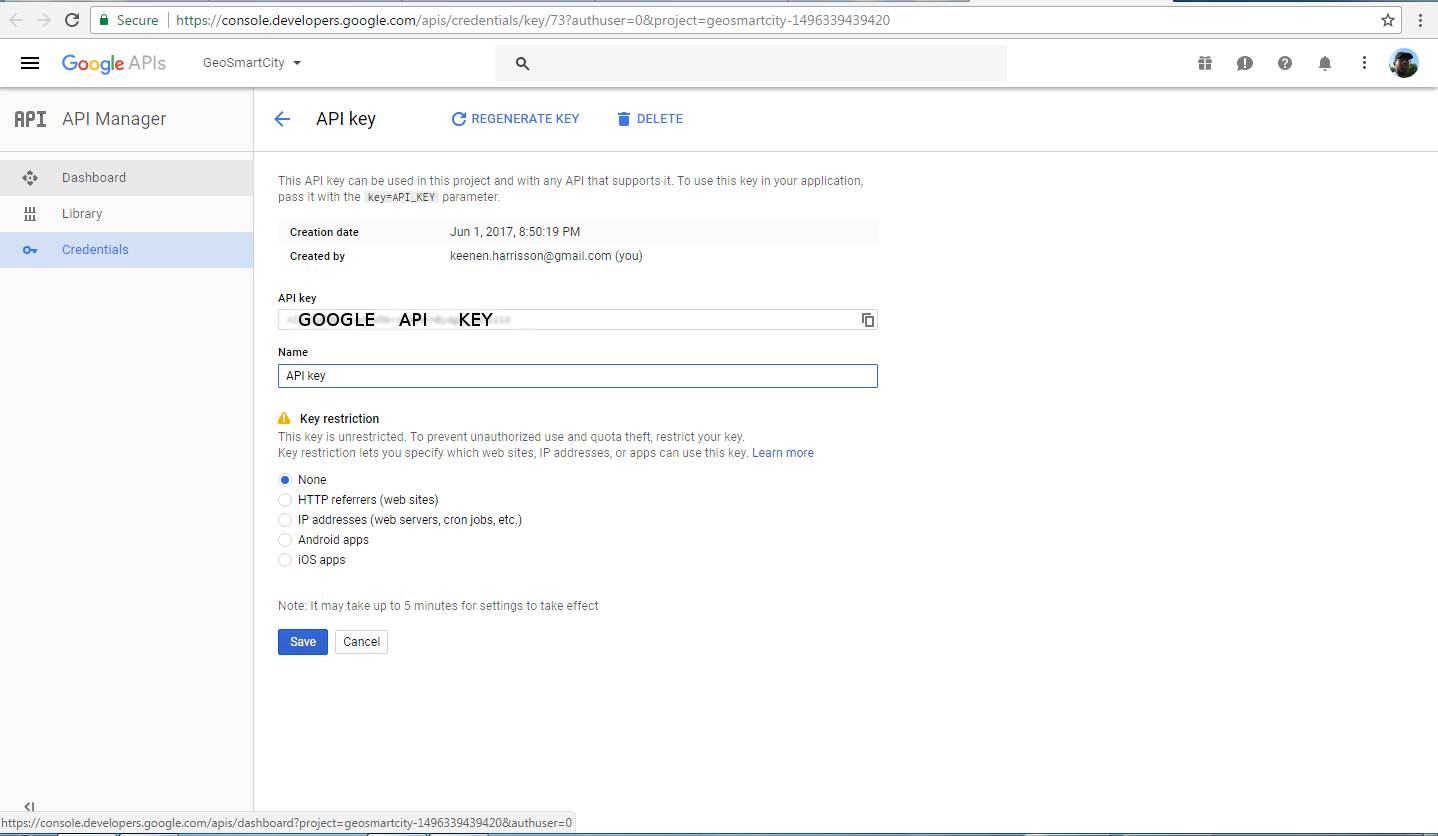 Secure https://console.developers.google.com/apis/credentials/key/73?authuser=0&project=geosmartcity-1496339439420
Google APIs GeoSmartCity
API API Manager
API key REGENERATE KEY DELETE
Dashboard
Library
Credentials
This API key can be used in this project and with any API that supports it. To use this key in your application,
pass it with the key=API_KEY parameter.
Creation date Jun 1, 2017, 8:50:19 PM
Created by keenen.harrisson@gmail.com (you)
API key
GOOGLE API KEY
Name
API key
Key restriction
This key is unrestricted. To prevent unauthorized use and quota theft, restrict your key.
Key restriction lets you specify which web sites, IP addresses, or apps can use this key. Learn more
None
HTTP referrers (web sites)
IP addresses (web servers, cron jobs, etc.)
Android apps
iOS apps
Note: It may take up to 5 minutes for settings to take effect
Save Cancel
https://console.developers.google.com/apis/dashboard?project=geosmartcity-1496339439420&authuser=0